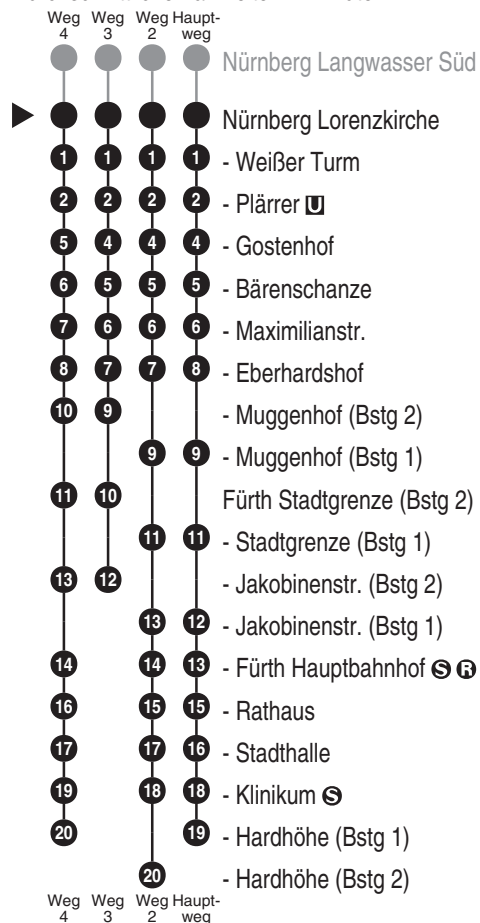 Weg Weg Weg Haupt-
4 3 2 weg
Nürnberg Langwasser Süd
Nürnberg Lorenzkirche
1 1 1 1 - Weißer Turm
2 2 2 2 - Plärrer U
5 4 4 4 - Gostenhof
6 5 5 5 - Bärenschanze
7 6 6 6 - Maximilianstr.
8 7 7 8 - Eberhardshof
10 9 - Muggenhof (Bstg 2)
9 9 - Muggenhof (Bstg 1)
11 10 Fürth Stadtgrenze (Bstg 2)
11 11 - Stadtgrenze (Bstg 1)
13 12 - Jakobinenstr. (Bstg 2)
13 12 - Jakobinenstr. (Bstg 1)
14 14 13 - Fürth Hauptbahnhof S R
16 15 15 - Rathaus
17 17 16 - Stadthalle
19 18 18 - Klinikum S
20 19 - Hardhöhe (Bstg 1)
20 - Hardhöhe (Bstg 2)
Weg Weg Weg Haupt-
4 3 2 weg